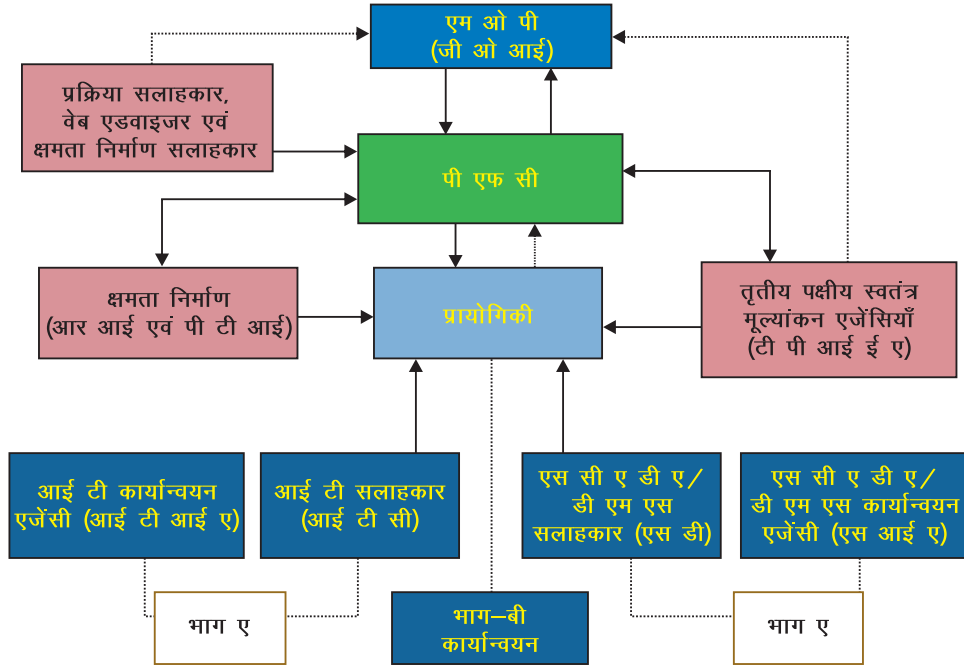 एम ओ पी
(जी ओ आई)
प्रक्रिया सलाहकार,
वेब एडवाइजर एवं
क्षमता निर्माण सलाहकार
पी एफ सी
क्षमता निर्माण
(आर आई एवं पी टी आई)
प्रायोगिकी
तृतीय पक्षीय स्वतंत्र
मूल्यांकन एजेंसियाँ
(टी पी आई ई ए)
आई टी कार्यान्वयन
एजेंसी (आई टी आई ए)
आई टी सलाहकार
(आई टी सी)
एस सी ए डी ए/
डी एम एस
सलाहकार (एस डी)
एस सी ए डी ए/
डी एम एस कार्यान्वयन
एजेंसी (एस आई ए)
भाग ए
भाग–बी
कार्यान्वयन
भाग ए